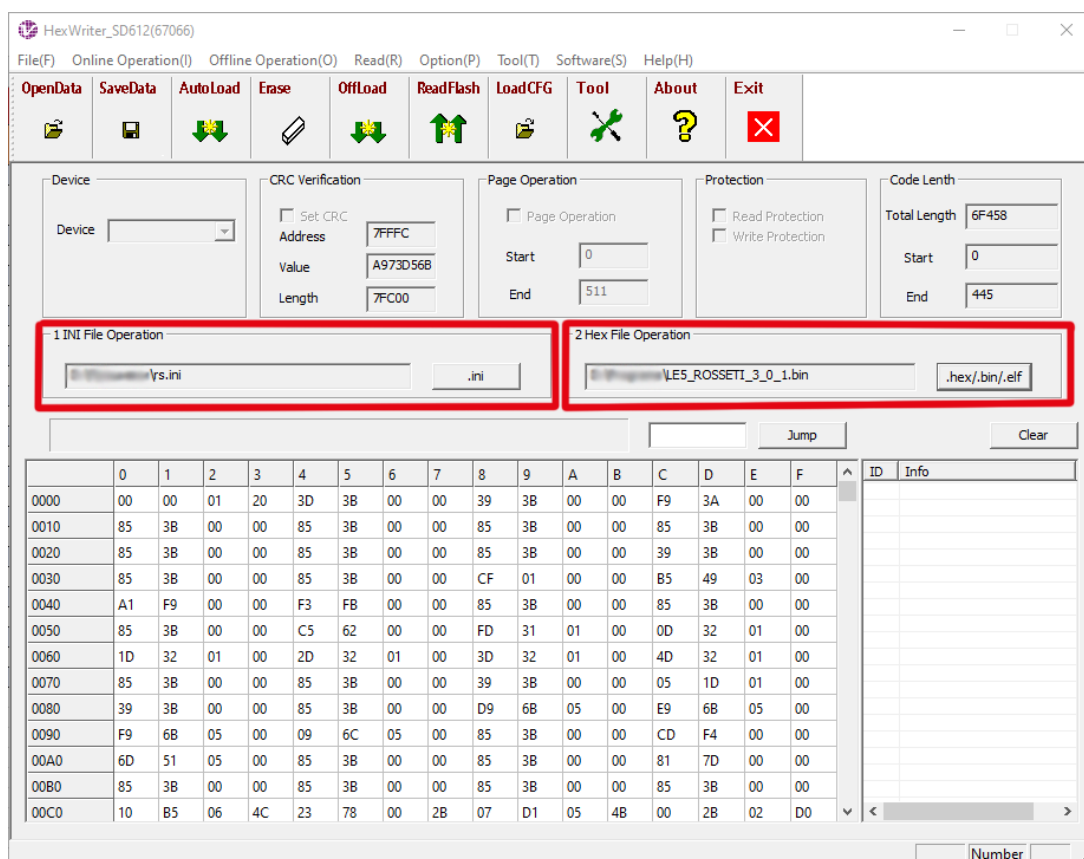 HexWriter_SD612(67066)
File(F) Online Operation(I) Offline Operation(O) Read(R) Option(P) Tool(T) Software(S) Help(H)
OpenData SaveData AutoLoad Erase OffLoad ReadFlash LoadCFG Tool About Exit
Device CRC Verification Page Operation Protection Code Lenth
Set CRC Page Operation Read Protection Total Length 6F458
Device Address 7FFFC Write Protection
Value A973D56B Start 0 Start 0
Length 7FC00 End 511 End 445
1 INI File Operation 2 Hex File Operation
\rs.ini .ini \LE5_ROSSETI_3_0_1.bin .hex/.bin/.elf
Jump Clear
0 1 2 3 4 5 6 7 8 9 A B C D E F ID Info
0000 00 00 01 20 3D 3B 00 00 39 3B 00 00 F9 3A 00 00
0010 85 3B 00 00 85 3B 00 00 85 3B 00 00 85 3B 00 00
0020 85 3B 00 00 85 3B 00 00 85 3B 00 00 39 3B 00 00
0030 85 3B 00 00 85 3B 00 00 CF 01 00 00 B5 49 03 00
0040 A1 F9 00 00 F3 FB 00 00 85 3B 00 00 85 3B 00 00
0050 85 3B 00 00 C5 62 00 00 FD 31 01 00 0D 32 01 00
0060 1D 32 01 00 2D 32 01 00 3D 32 01 00 4D 32 01 00
0070 85 3B 00 00 85 3B 00 00 39 3B 00 00 05 1D 01 00
0080 39 3B 00 00 85 3B 00 00 D9 6B 05 00 E9 6B 05 00
0090 F9 6B 05 00 09 6C 05 00 85 3B 00 00 CD F4 00 00
00A0 6D 51 05 00 85 3B 00 00 85 3B 00 00 81 7D 00 00
00B0 85 3B 00 00 85 3B 00 00 85 3B 00 00 85 3B 00 00
00C0 10 B5 06 4C 23 78 00 2B 07 D1 05 4B 00 2B 02 D0
Number